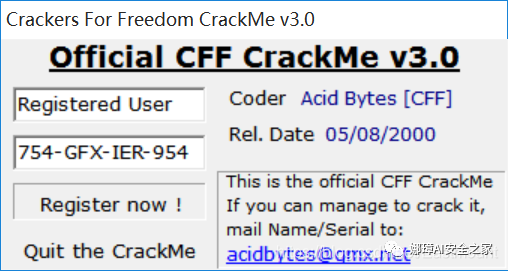 Crackers For Freedom CrackMe v3.0
Official CFF CrackMe v3.0
Registered User
754-GFX-IER-954
Register now !
Quit the CrackMe
Coder Acid Bytes [CFF]
Rel. Date 05/08/2000
This is the official CFF CrackMe
If you can manage to crack it,
mail Name/Serial to:
acidbytes@gmx.net
娜璋AI安全之家